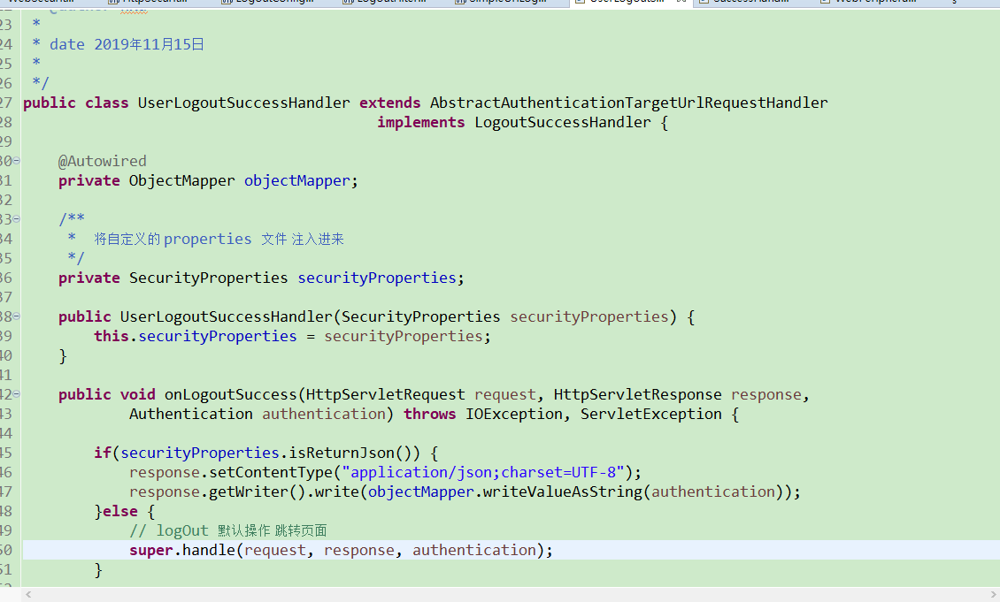 23 *
24 * date 2019年11月15日
25 *
26 */
27 public class UserLogoutSuccessHandler extends AbstractAuthenticationTargetUrlRequestHandler
28 implements LogoutSuccessHandler {
29
30 @Autowired
31 private ObjectMapper objectMapper;
32
33 /**
34 * 将自定义的 properties 文件 注入进来
35 */
36 private SecurityProperties securityProperties;
37
38 public UserLogoutSuccessHandler(SecurityProperties securityProperties) {
39 this.securityProperties = securityProperties;
40 }
41
42 public void onLogoutSuccess(HttpServletRequest request, HttpServletResponse response,
43 Authentication authentication) throws IOException, ServletException {
44
45 if(securityProperties.isReturnJson()) {
46 response.setContentType("application/json;charset=UTF-8");
47 response.getWriter().write(objectMapper.writeValueAsString(authentication));
48 }else {
49 // logOut 默认操作 跳转页面
50 super.handle(request, response, authentication);
51 }